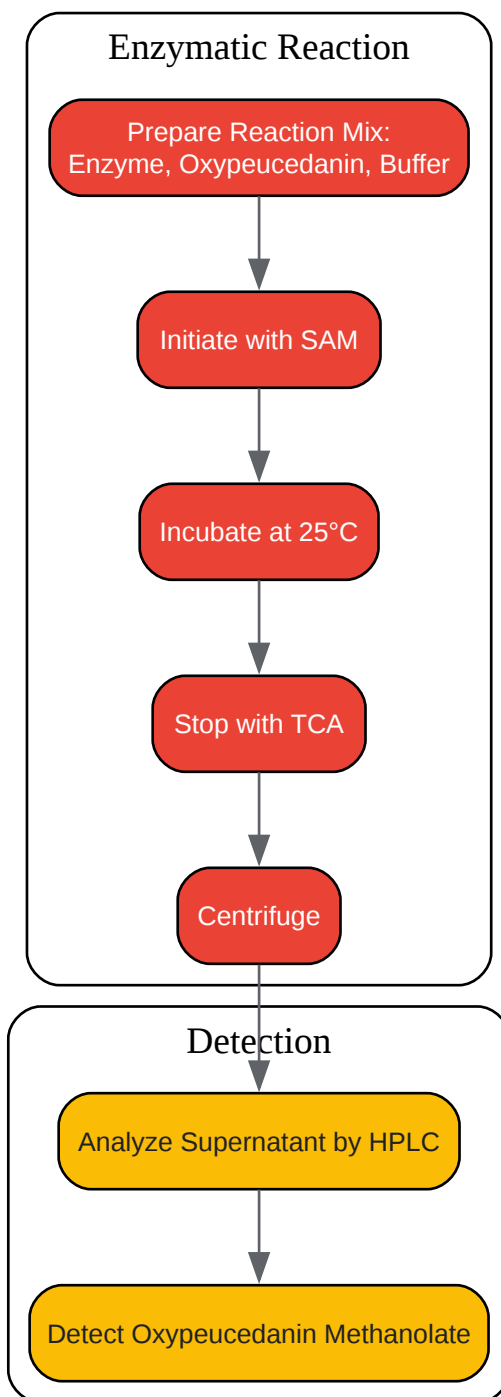 Enzymatic Reaction
Prepare Reaction Mix:
Enzyme, Oxypeucedanin, Buffer
Initiate with SAM
Incubate at 25°C
Stop with TCA
Centrifuge
Detection
Analyze Supernatant by HPLC
Detect Oxypeucedanin Methanolate